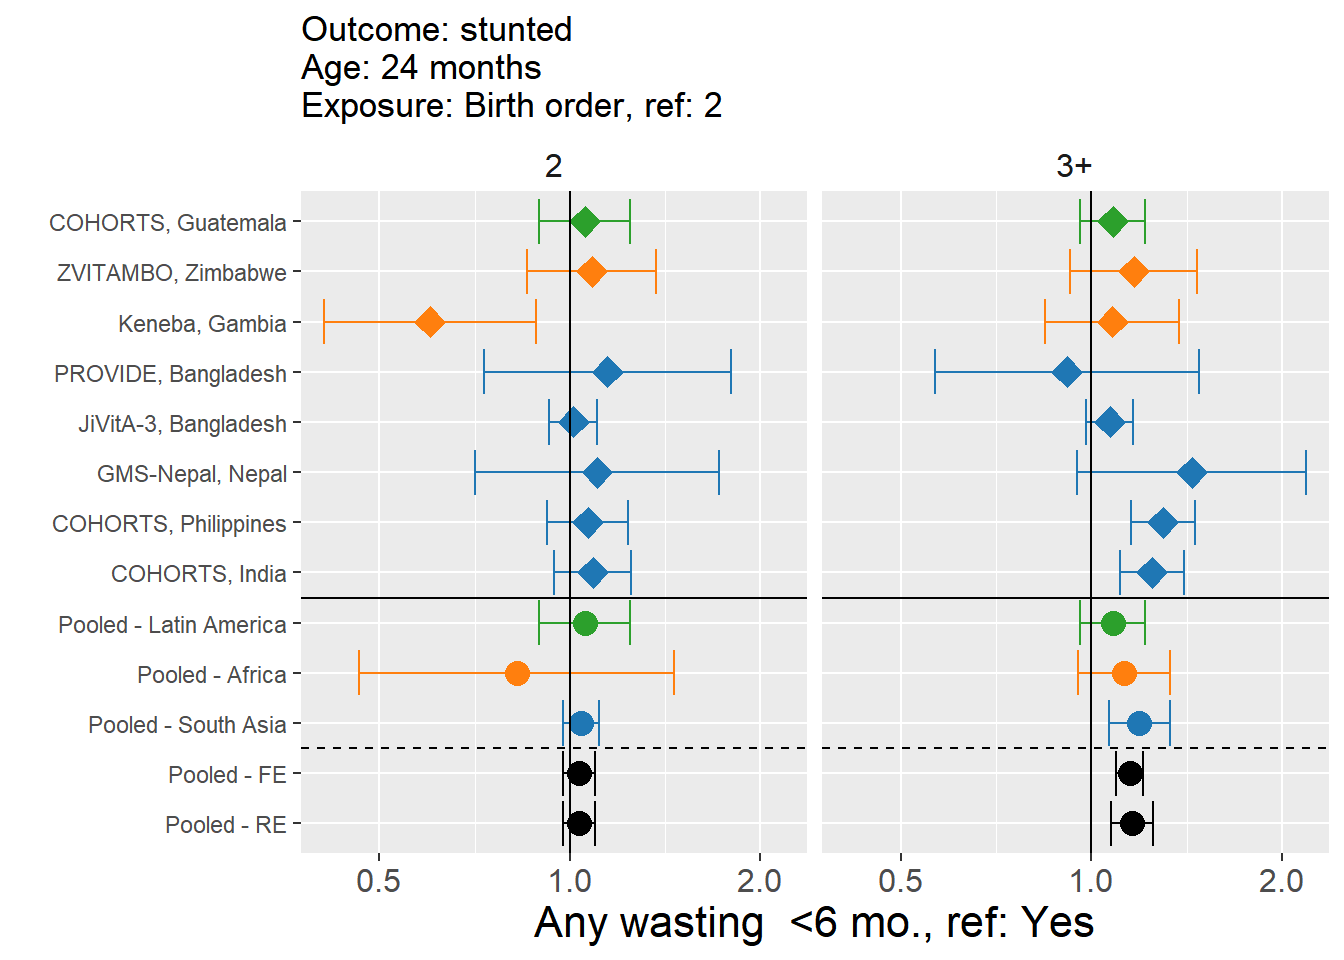 Outcome: stunted
Age: 24 months
Exposure: Birth order, ref: 2
2
3+
COHORTS, Guatemala
ZVITAMBO, Zimbabwe
Keneba, Gambia
PROVIDE, Bangladesh
JiVitA-3, Bangladesh
GMS-Nepal, Nepal
COHORTS, Philippines
COHORTS, India
Pooled - Latin America
Pooled - Africa
Pooled - South Asia
Pooled - FE
Pooled - RE
0.5 1.0 2.0 0.5 1.0 2.0
Any wasting  <6 mo., ref: Yes